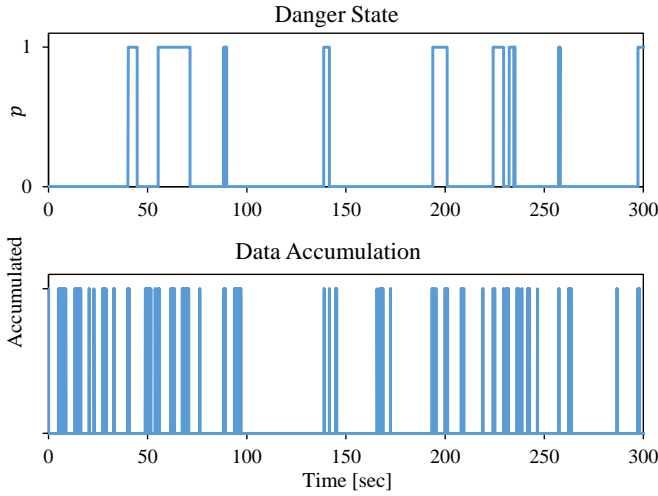 Danger State
1
p
0
0 50 100 150 200 250 300
Data Accumulation
Accumulated
0 50 100 150 200 250 300
Time [sec]